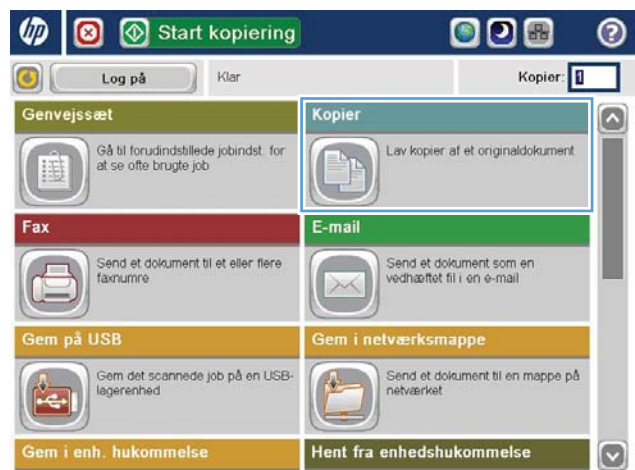 hp
Start kopiering
?
Log på
Klar
Kopier: 1
Genvejssæt
Gå til forudindstillede jobindst. for
at se ofte brugte job
Kopier
Lav kopier af et originaldokument
Fax
Send et dokument til et eller flere
faxnumre
E-mail
Send et dokument som en
vedhæftet fil i en e-mail
Gem på USB
Gem det scannede job på en USB-
lagerenhed
Gem i netværksmappe
Send et dokument til en mappe på
netværket
Gem i enh. hukommelse
Hent fra enhedshukommelse